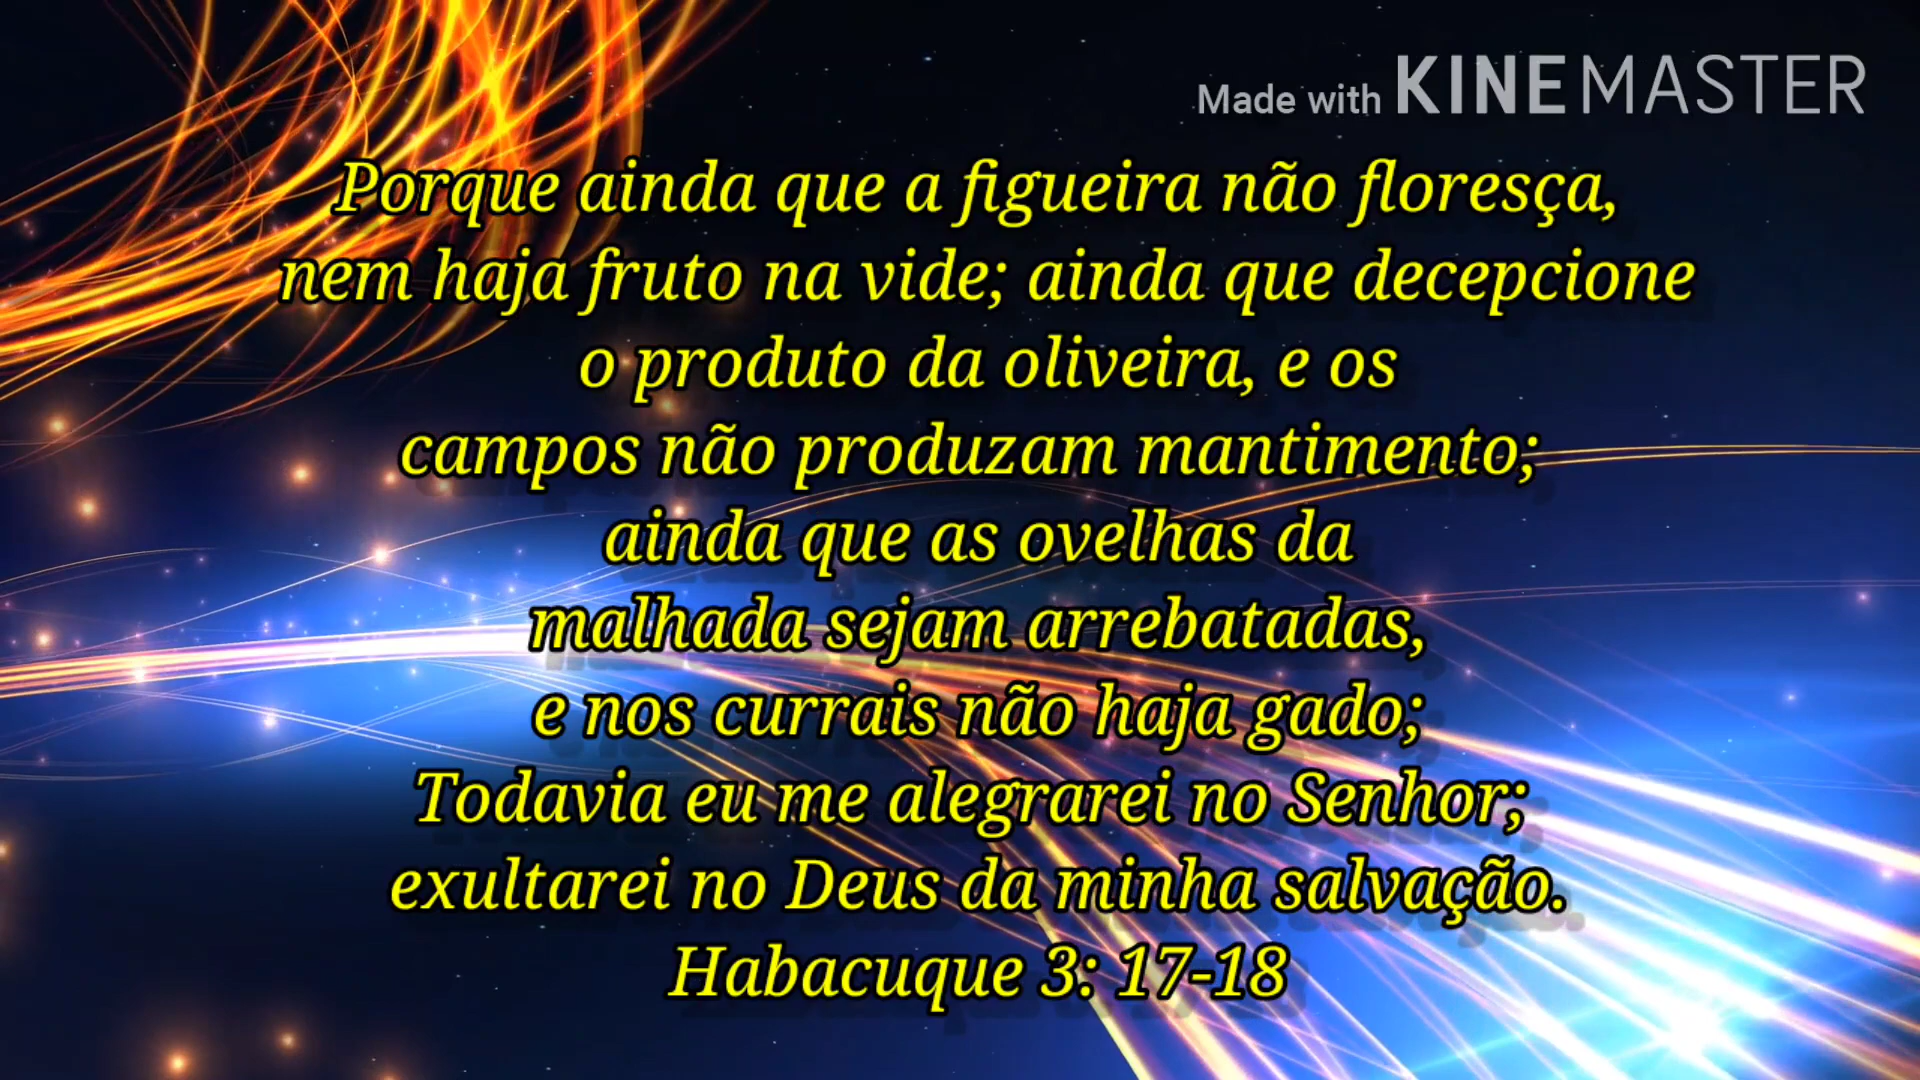 Made with KINEMASTER
Porque ainda que a figueira não floresça,
nem haja fruto na vide; ainda que decepcione
o produto da oliveira, e os
campos não produzam mantimento;
ainda que as ovelhas da
malhada sejam arrebatadas,
e nos currais não haja gado;
Todavia eu me alegrarei no Senhor;
exultarei no Deus da minha salvação.
Habacuque 3: 17-18